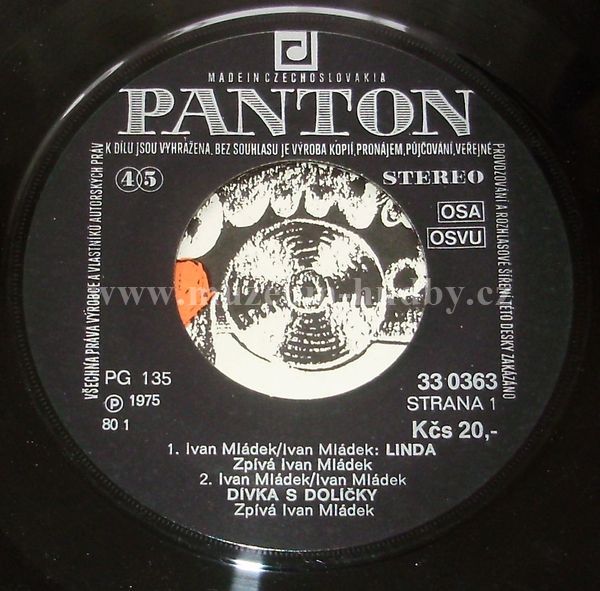 MADE IN CZECHOSLOVAKIA
PANTON
VŠECHNA PRÁVA VÝROBCE A VLASTNÍKŮ AUTORSKÝCH PRÁV
K DÍLU JSOU VYHRAŽENA. BEZ SOUHLASU JE VÝROBA KOPIÍ, PRONÁJEM, PŮJČOVÁNÍ, VEŘEJNÉ
PROVOZOVÁNÍ A ROZHLASOVÉ ŠÍŘENÍ TÉTO DESKY ZAKÁZÁNO
45
STEREO
OSA
OSVU
www.muzeum-hudby.cz
PG 135
℗ 1975
80 1
33 0363
STRANA 1
Kčs 20,-
1. Ivan Mládek/Ivan Mládek: LINDA
Zpívá Ivan Mládek
2. Ivan Mládek/Ivan Mládek
DÍVKA S DOLÍČKY
Zpívá Ivan Mládek